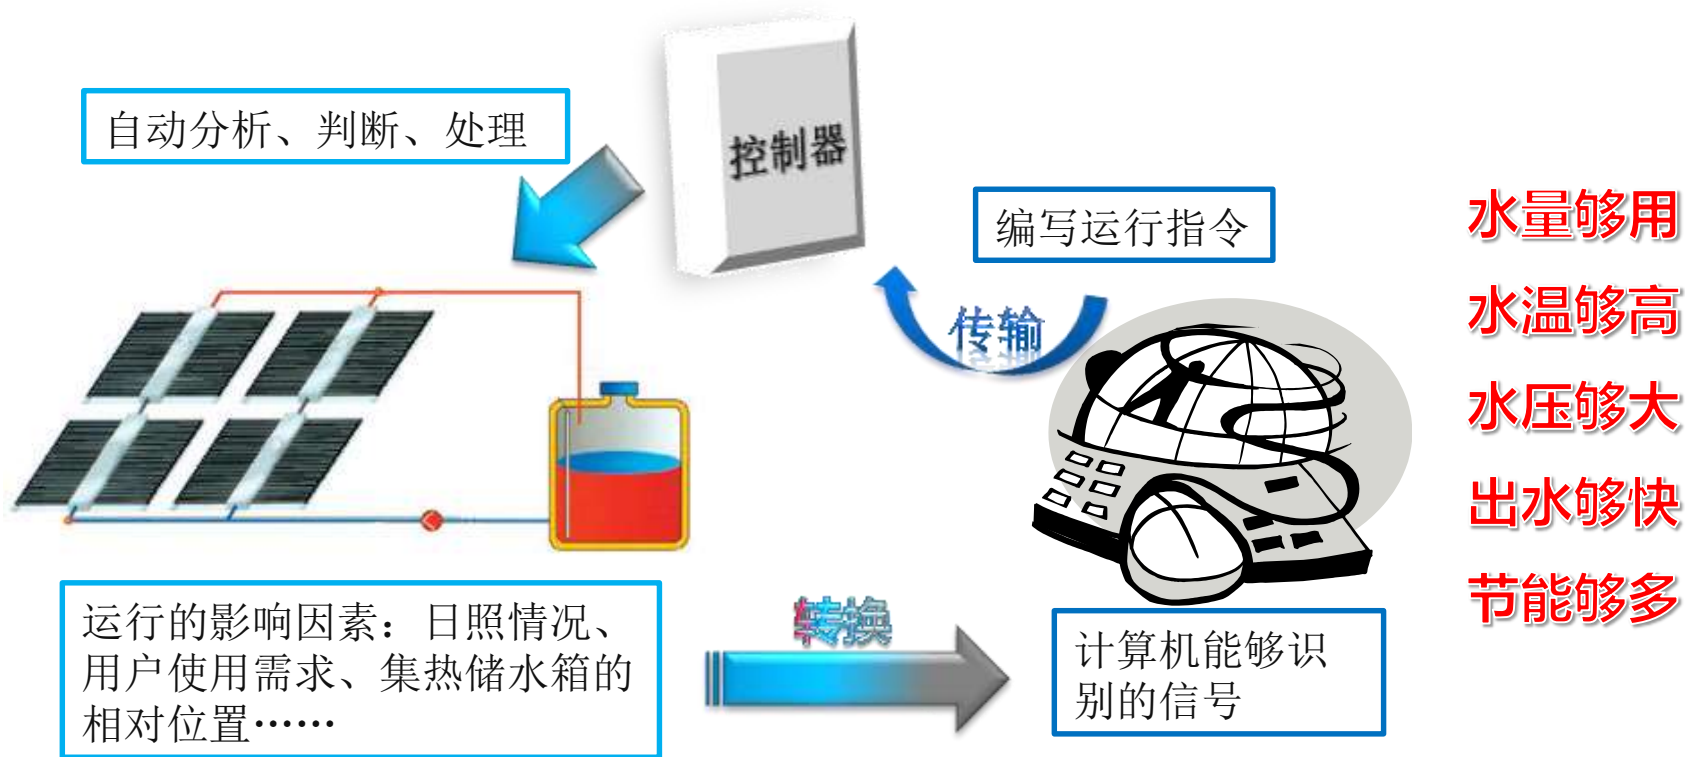 控制器
自动分析、判断、处理
编写运行指令
传输
水量够用
水温够高
水压够大
出水够快
节能够多
运行的影响因素：日照情况、
用户使用需求、集热储水箱的
相对位置……
转换
计算机能够识
别的信号